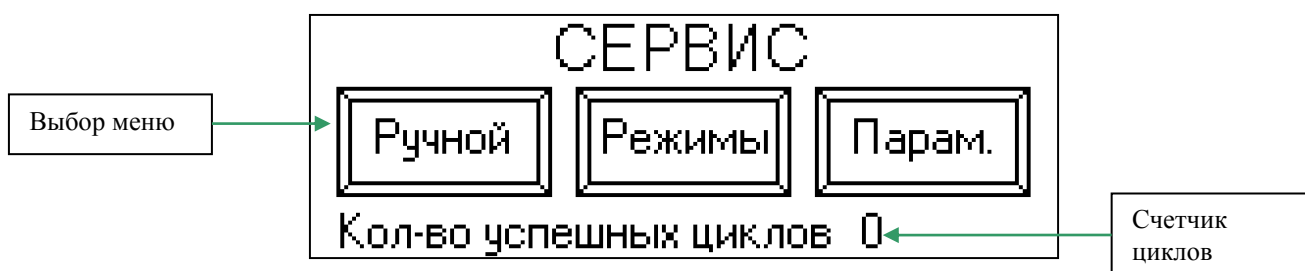 СЕРВИС
Выбор меню
Ручной Режимы Парам.
Кол-во успешных циклов 0
Счетчик
циклов